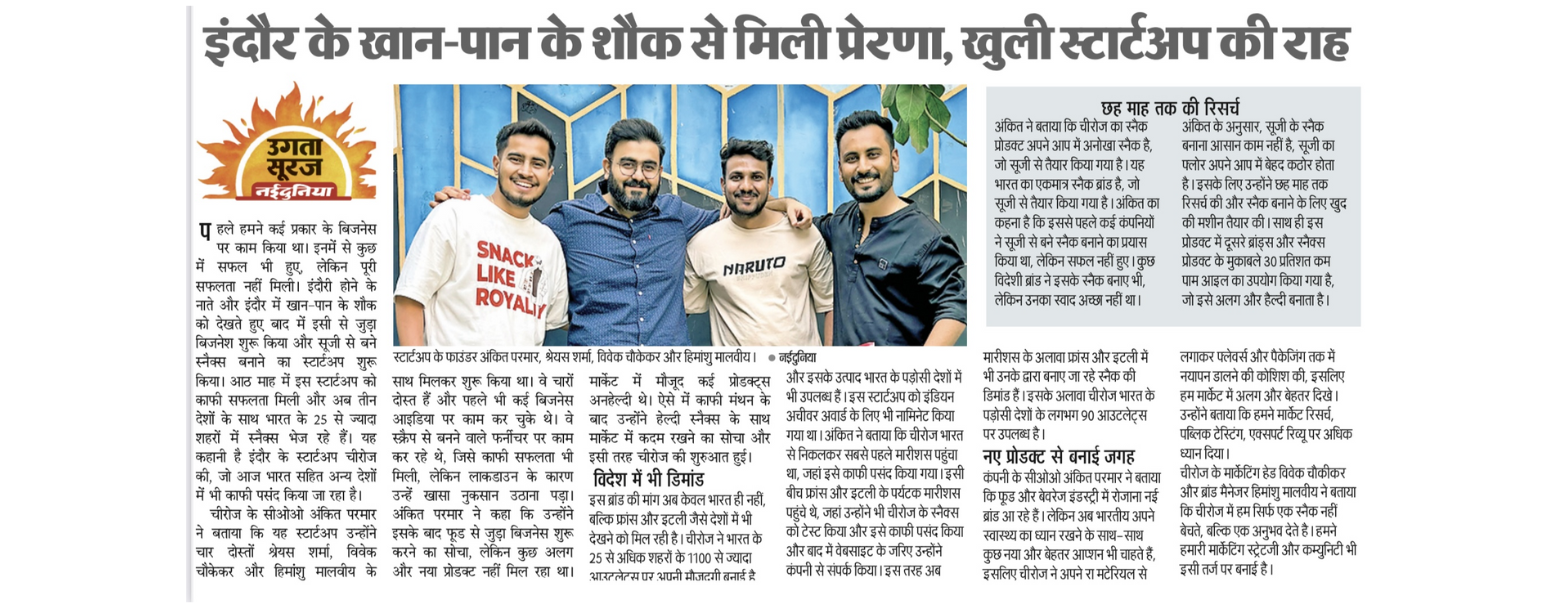 इंदौर के खान-पान के शौक से मिली प्रेरणा, खुली स्टार्टअप की राह
उगता
सूरज
नईदुनिया
पहले हमने कई प्रकार के बिजनेस
पर काम किया था। इनमें से कुछ
में सफल भी हुए, लेकिन पूरी
सफलता नहीं मिली। इंदौरी होने के
नाते और इंदौर में खान-पान के शौक
को देखते हुए बाद में इसी से जुड़ा
बिजनेश शुरू किया और सूजी से बने
स्नैक्स बनाने का स्टार्टअप शुरू
किया। आठ माह में इस स्टार्टअप को
काफी सफलता मिली और अब तीन
देशों के साथ भारत के 25 से ज्यादा
शहरों में स्नैक्स भेज रहे हैं। यह
कहानी है इंदौर के स्टार्टअप चीरोज
की, जो आज भारत सहित अन्य देशों
में भी काफी पसंद किया जा रहा है।
चीरोज के सीओओ अंकित परमार
ने बताया कि यह स्टार्टअप उन्होंने
चार दोस्तों श्रेयस शर्मा, विवेक
चौकेकर और हिमांशु मालवीय के
SNACK
LIKE
ROYALTY
NARUTO
स्टार्टअप के फाउंडर अंकित परमार, श्रेयस शर्मा, विवेक चौकेकर और हिमांशु मालवीय। ● नईदुनिया
साथ मिलकर शुरू किया था। वे चारों
दोस्त हैं और पहले भी कई बिजनेस
आइडिया पर काम कर चुके थे। वे
स्क्रैप से बनने वाले फर्नीचर पर काम
कर रहे थे, जिसे काफी सफलता भी
मिली, लेकिन लाकडाउन के कारण
उन्हें खासा नुकसान उठाना पड़ा।
अंकित परमार ने कहा कि उन्होंने
इसके बाद फूड से जुड़ा बिजनेस शुरू
करने का सोचा, लेकिन कुछ अलग
और नया प्रोडक्ट नहीं मिल रहा था।
मार्केट में मौजूद कई प्रोडक्ट्स
अनहेल्दी थे। ऐसे में काफी मंथन के
बाद उन्होंने हेल्दी स्नैक्स के साथ
मार्केट में कदम रखने का सोचा और
इसी तरह चीरोज की शुरुआत हुई।
विदेश में भी डिमांड
इस ब्रांड की मांग अब केवल भारत ही नहीं,
बल्कि फ्रांस और इटली जैसे देशों में भी
देखने को मिल रही है। चीरोज ने भारत के
25 से अधिक शहरों के 1100 से ज्यादा
आउटलेट्स पर अपनी मौजूदगी बनाई है
और इसके उत्पाद भारत के पड़ोसी देशों में
भी उपलब्ध हैं। इस स्टार्टअप को इंडियन
अचीवर अवार्ड के लिए भी नामिनेट किया
गया था। अंकित ने बताया कि चीरोज भारत
से निकलकर सबसे पहले मारीशस पहुंचा
था, जहां इसे काफी पसंद किया गया। इसी
बीच फ्रांस और इटली के पर्यटक मारीशस
पहुंचे थे, जहां उन्होंने भी चीरोज के स्नैक्स
को टेस्ट किया और इसे काफी पसंद किया
और बाद में वेबसाइट के जरिए उन्होंने
कंपनी से संपर्क किया। इस तरह अब
मारीशस के अलावा फ्रांस और इटली में
भी उनके द्वारा बनाए जा रहे स्नैक की
डिमांड हैं। इसके अलावा चीरोज भारत के
पड़ोसी देशों के लगभग 90 आउटलेट्स
पर उपलब्ध है।
नए प्रोडक्ट से बनाई जगह
कंपनी के सीओओ अंकित परमार ने बताया
कि फूड और बेवरेज इंडस्ट्री में रोजाना नई
ब्रांड आ रहे हैं। लेकिन अब भारतीय अपने
स्वास्थ्य का ध्यान रखने के साथ-साथ
कुछ नया और बेहतर आप्शन भी चाहते हैं,
इसलिए चीरोज ने अपने रा मटेरियल से
लगाकर फ्लेवर्स और पैकेजिंग तक में
नयापन डालने की कोशिश की, इसलिए
हम मार्केट में अलग और बेहतर दिखे।
उन्होंने बताया कि हमने मार्केट रिसर्च,
पब्लिक टेस्टिंग, एक्सपर्ट रिव्यू पर अधिक
ध्यान दिया।
चीरोज के मार्केटिंग हेड विवेक चौकीकर
और ब्रांड मैनेजर हिमांशु मालवीय ने बताया
कि चीरोज में हम सिर्फ एक स्नैक नहीं
बेचते, बल्कि एक अनुभव देते है। हमने
हमारी मार्केटिंग स्ट्रेटजी और कम्युनिटी भी
इसी तर्ज पर बनाई है।
छह माह तक की रिसर्च
अंकित ने बताया कि चीरोज का स्नैक
प्रोडक्ट अपने आप में अनोखा स्नैक है,
जो सूजी से तैयार किया गया है। यह
भारत का एकमात्र स्नैक ब्रांड है, जो
सूजी से तैयार किया गया है। अंकित का
कहना है कि इससे पहले कई कंपनियों
ने सूजी से बने स्नैक बनाने का प्रयास
किया था, लेकिन सफल नहीं हुए। कुछ
विदेशी ब्रांड ने इसके स्नैक बनाए भी,
लेकिन उनका स्वाद अच्छा नहीं था।
अंकित के अनुसार, सूजी के स्नैक
बनाना आसान काम नहीं है, सूजी का
फ्लोर अपने आप में बेहद कठोर होता
है। इसके लिए उन्होंने छह माह तक
रिसर्च की और स्नैक बनाने के लिए खुद
की मशीन तैयार की। साथ ही इस
प्रोडक्ट में दूसरे ब्रांड्स और स्नैक्स
प्रोडक्ट के मुकाबले 30 प्रतिशत कम
पाम आइल का उपयोग किया गया है,
जो इसे अलग और हैल्दी बनाता है।